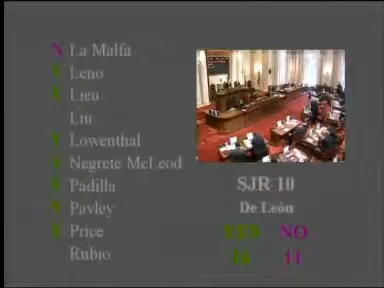 N La Malfa
Y Leno
Y Lieu
Liu
Y Lowenthal
Y Negrete McLeod
Y Padilla
Y Pavley
Y Price
Rubio
SJR 10
De León
YES NO
11